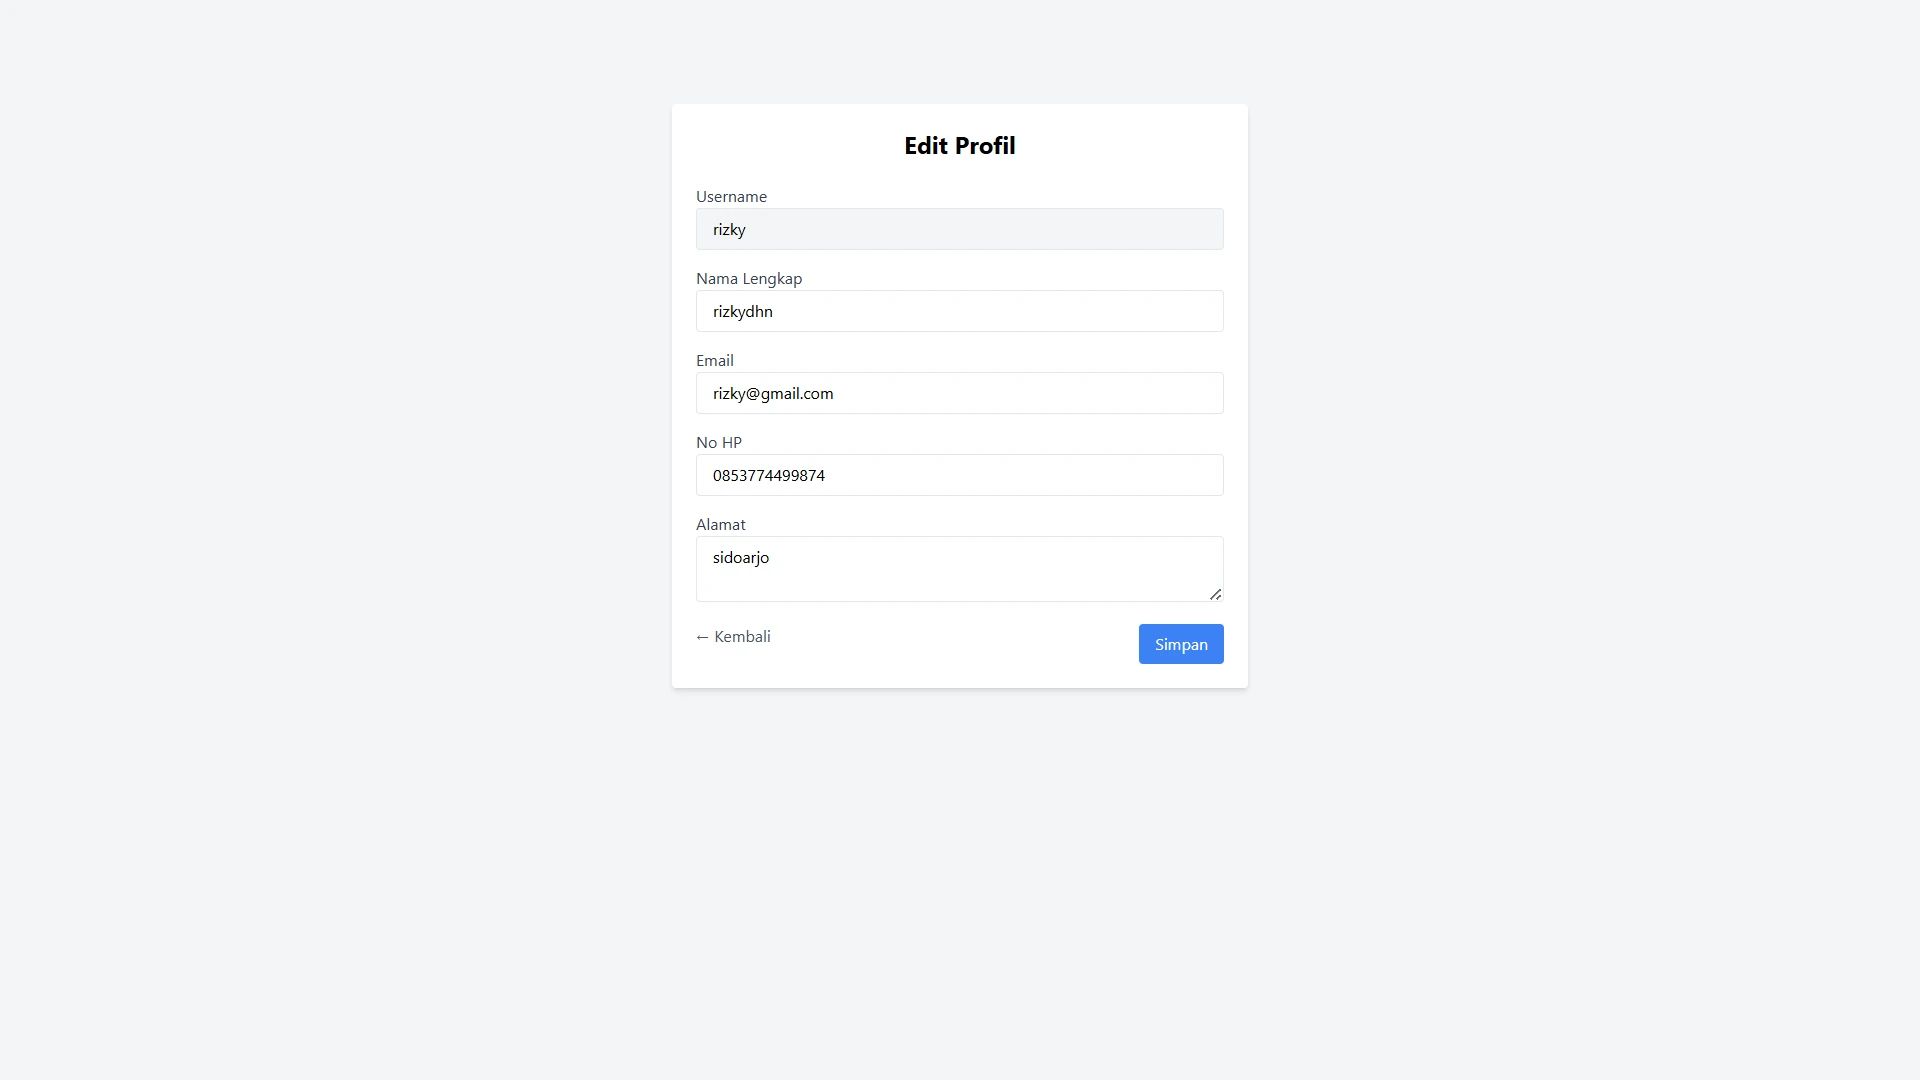 Edit Profil
Username
rizky
Nama Lengkap
rizkydhn
Email
rizky@gmail.com
No HP
0853774499874
Alamat
sidoarjo
← Kembali
Simpan